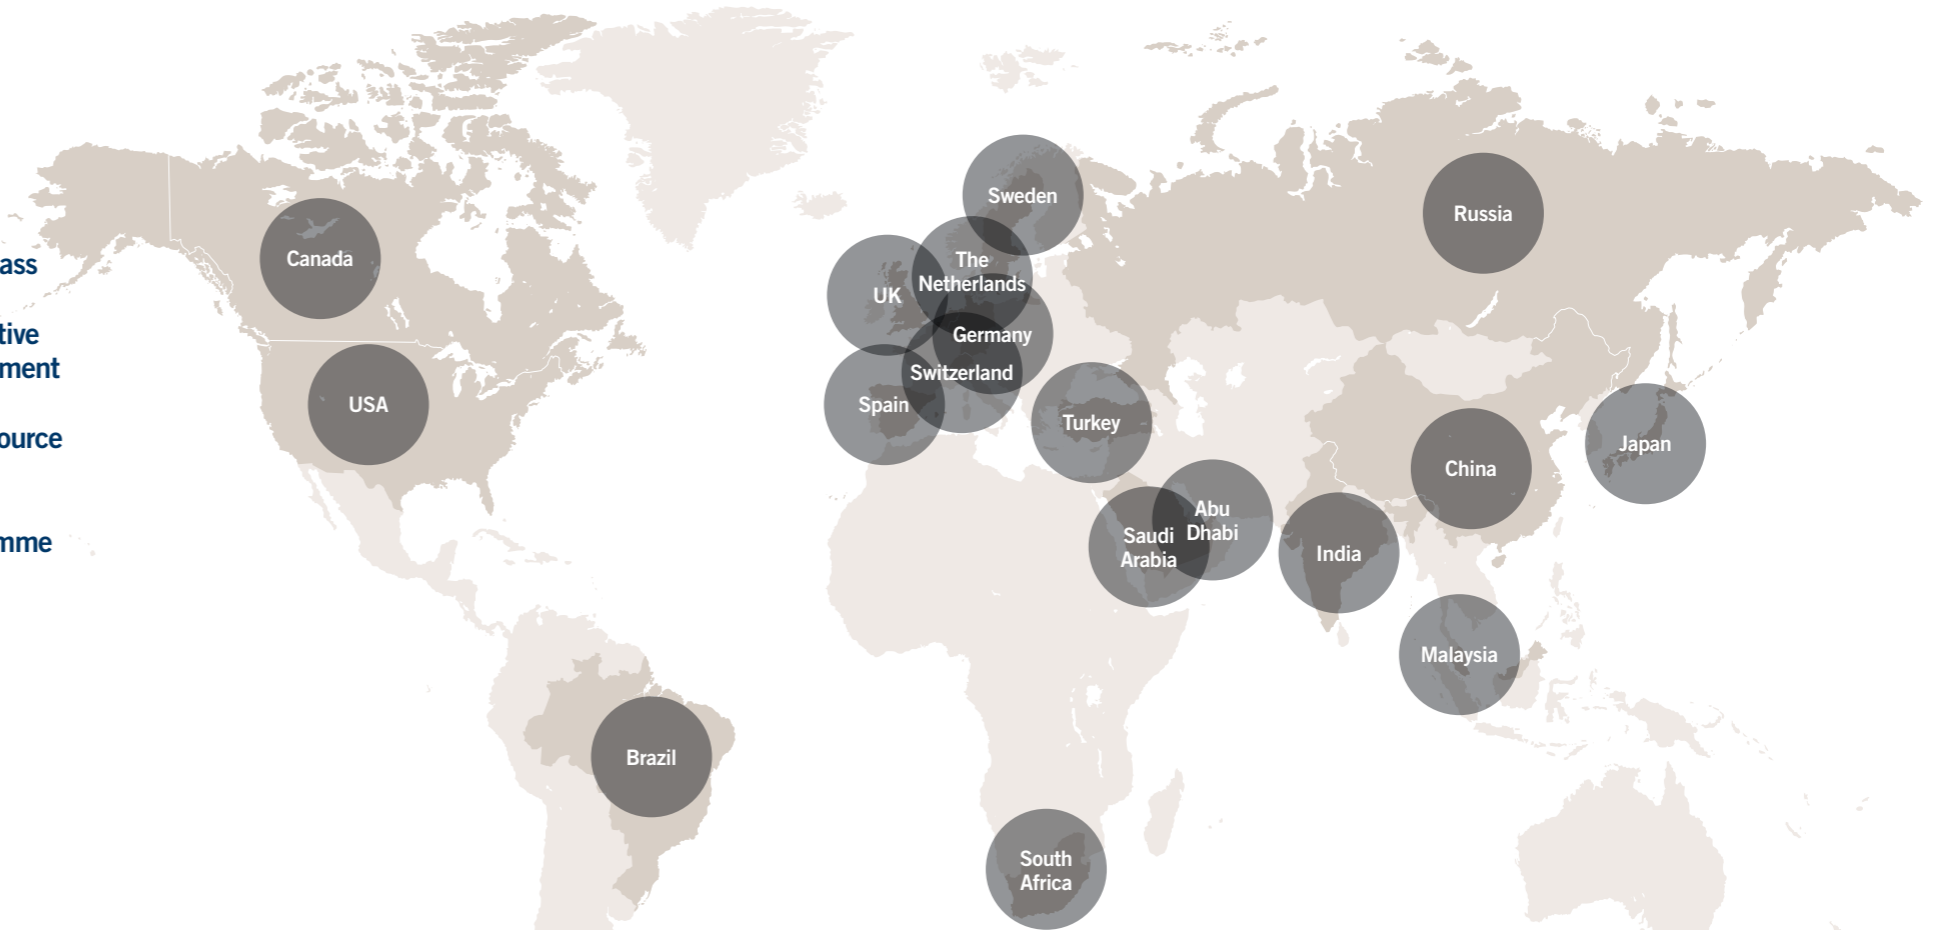 ass
tive
ment
ource
mme
Canada
USA
Brazil
Sweden
The
Netherlands
UK
Germany
Switzerland
Spain
Turkey
Saudi
Arabia
Abu
Dhabi
South
Africa
Russia
China
Japan
India
Malaysia